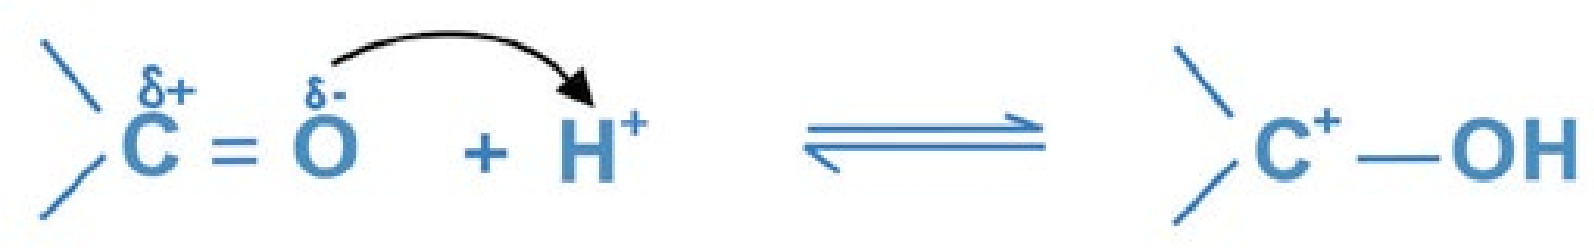 δ+ δ-
C = O + H⁺ ⇌ C⁺—OH